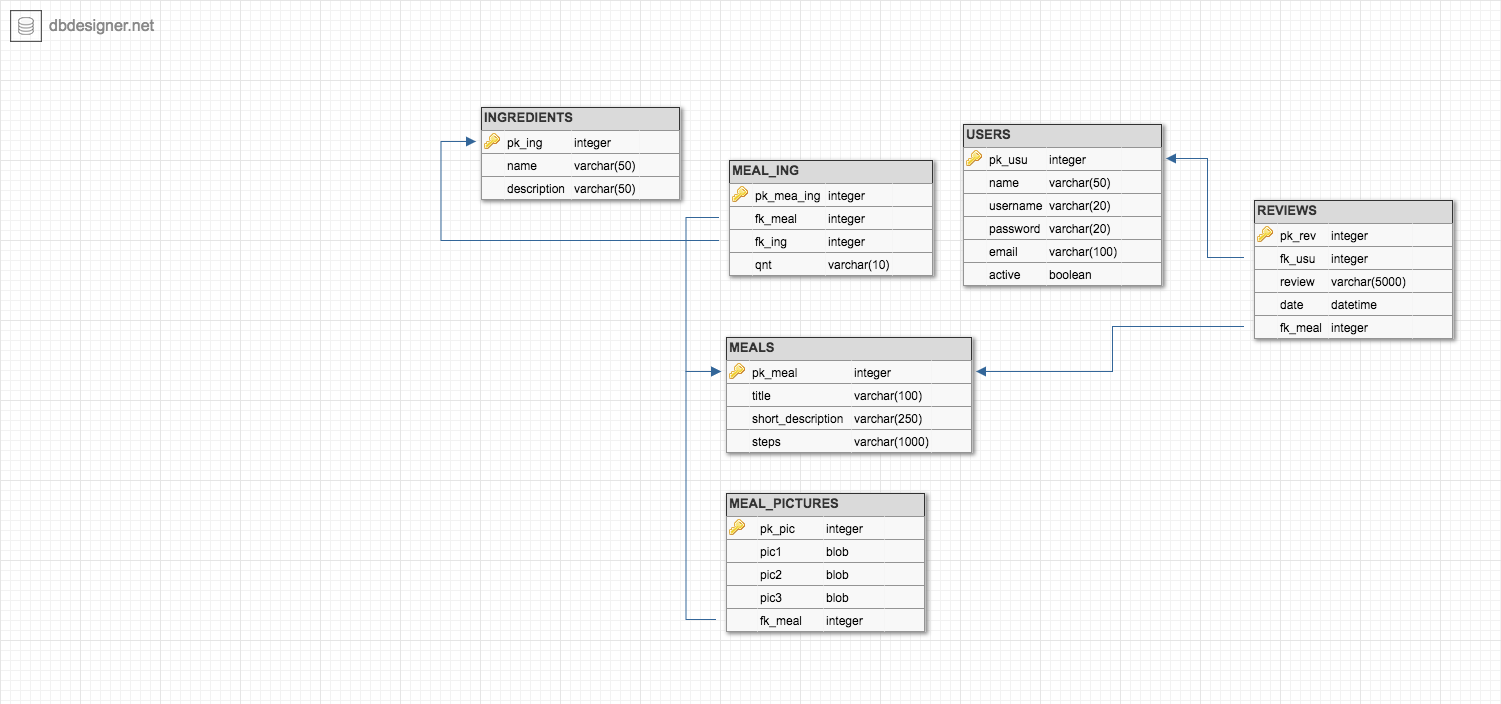 dbdesigner.net
INGREDIENTS
pk_ing integer
name varchar(50)
description varchar(50)
MEAL_ING
pk_mea_ing integer
fk_meal integer
fk_ing integer
qnt varchar(10)
USERS
pk_usu integer
name varchar(50)
username varchar(20)
password varchar(20)
email varchar(100)
active boolean
REVIEWS
pk_rev integer
fk_usu integer
review varchar(5000)
date datetime
fk_meal integer
MEALS
pk_meal integer
title varchar(100)
short_description varchar(250)
steps varchar(1000)
MEAL_PICTURES
pk_pic integer
pic1 blob
pic2 blob
pic3 blob
fk_meal integer